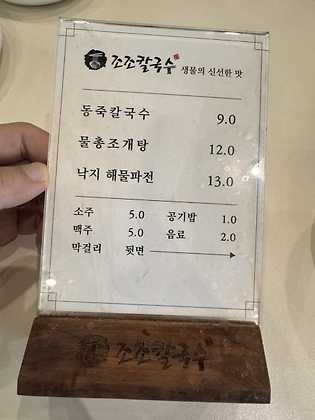 조조칼국수 생물의 신선한 맛
동죽칼국수 9.0
물총조개탕 12.0
낙지 해물파전 13.0
소주 5.0 공기밥 1.0
맥주 5.0 음료 2.0
막걸리 뒷면
조조칼국수